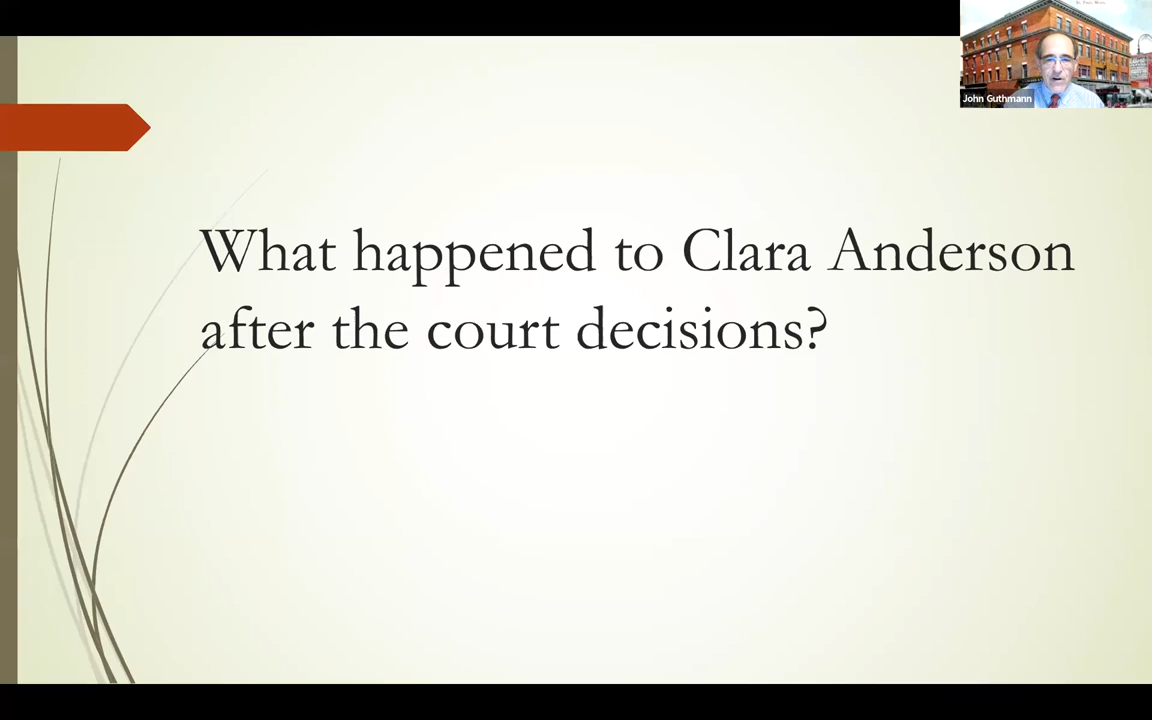 John Guthmann
What happened to Clara Anderson
after the court decisions?